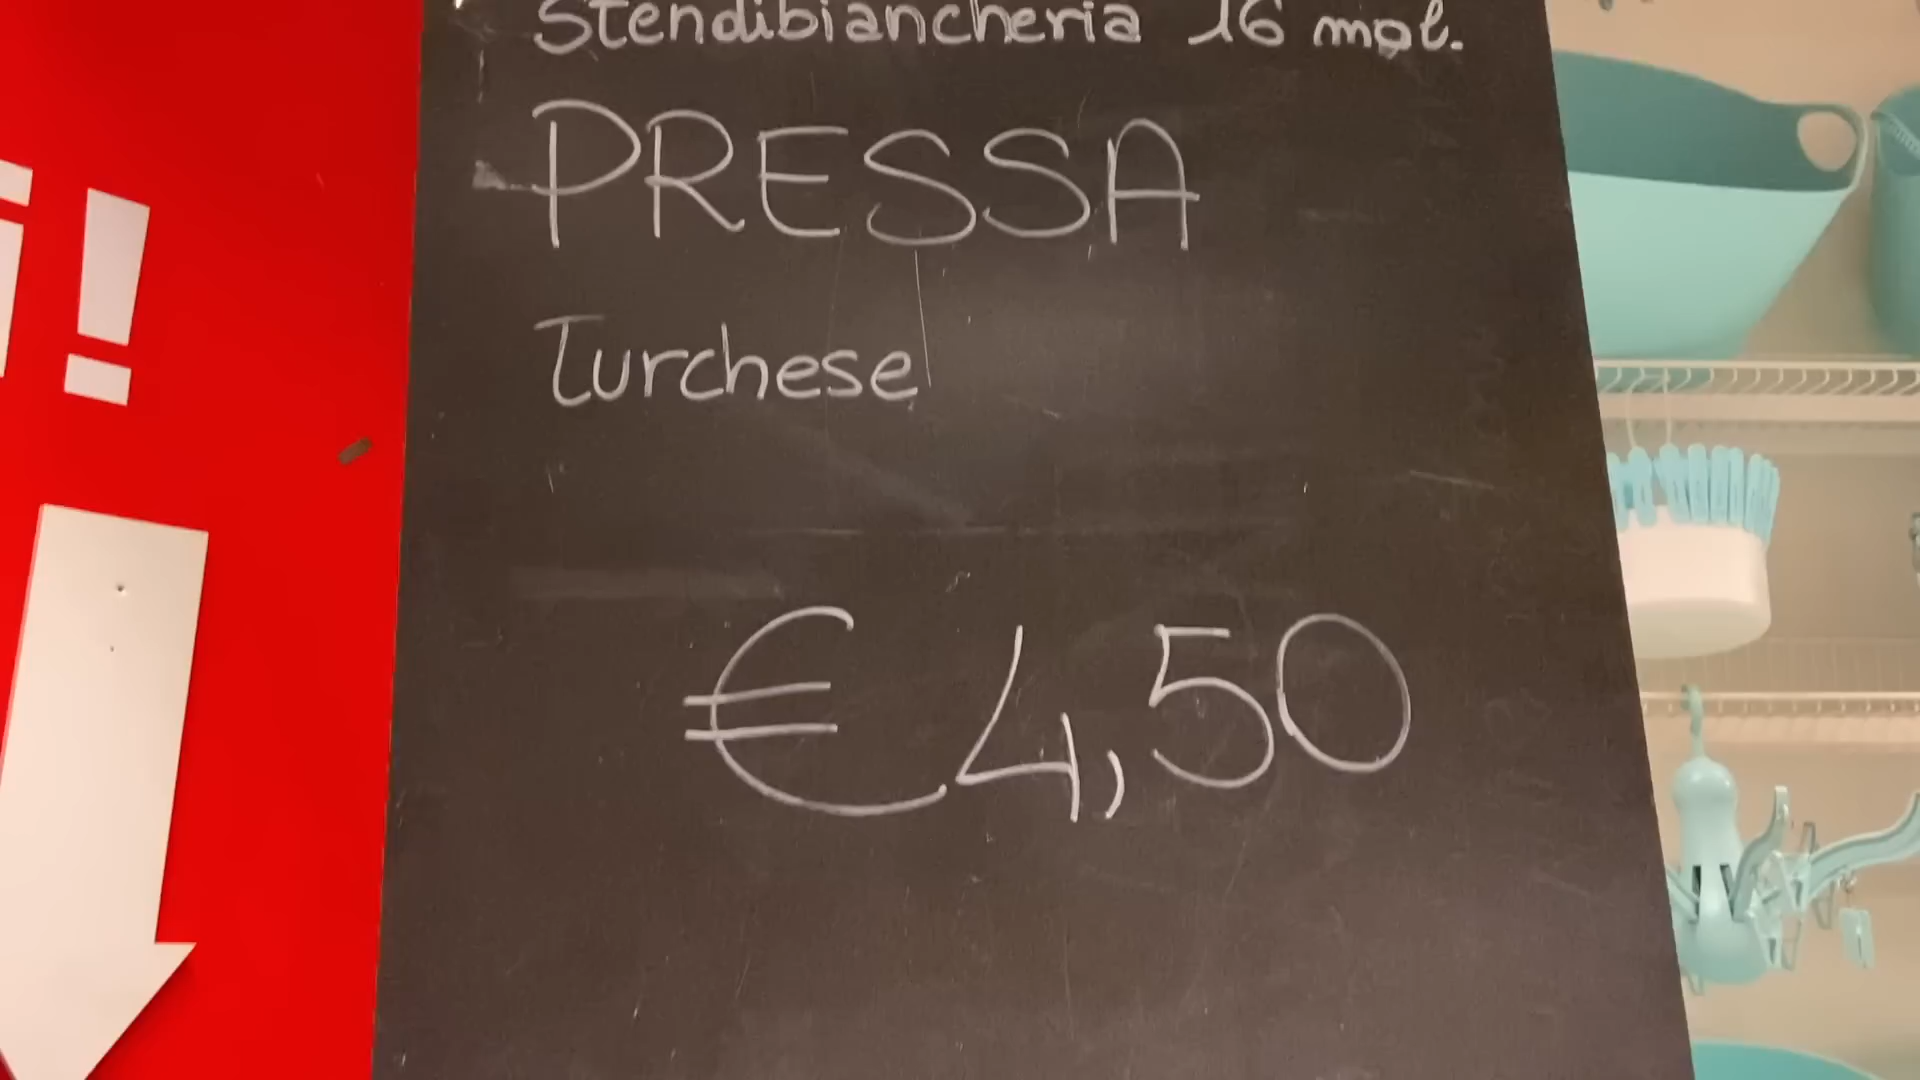 Stendibiancheria 16 mol.
PRESSA
Turchese
€4,50
!